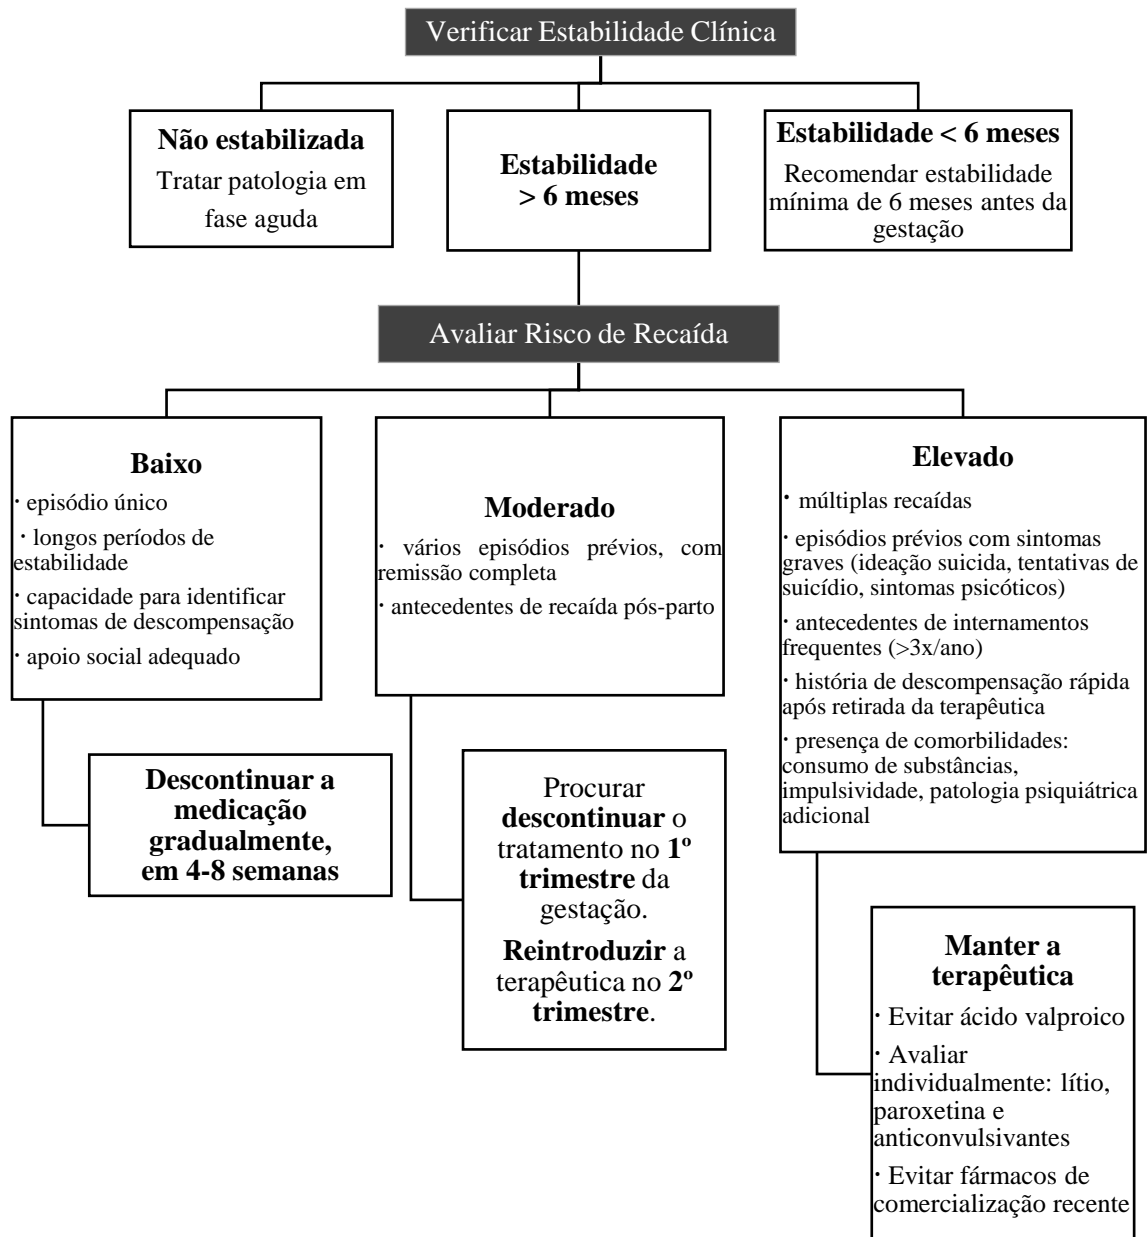 Verificar Estabilidade Clínica
Não estabilizada
Tratar patologia em
fase aguda
Estabilidade
> 6 meses
Estabilidade < 6 meses
Recomendar estabilidade
mínima de 6 meses antes da
gestação
Avaliar Risco de Recaída
Baixo
· episódio único
· longos períodos de
estabilidade
· capacidade para identificar
sintomas de descompensação
· apoio social adequado
Descontinuar a
medicação
gradualmente,
em 4-8 semanas
Moderado
· vários episódios prévios, com
remissão completa
· antecedentes de recaída pós-parto
Procurar
descontinuar o
tratamento no 1º
trimestre da
gestação.
Reintroduzir a
terapêutica no 2º
trimestre.
Elevado
· múltiplas recaídas
· episódios prévios com sintomas
graves (ideação suicida, tentativas de
suicídio, sintomas psicóticos)
· antecedentes de internamentos
frequentes (>3x/ano)
· história de descompensação rápida
após retirada da terapêutica
· presença de comorbilidades:
consumo de substâncias,
impulsividade, patologia psiquiátrica
adicional
Manter a
terapêutica
· Evitar ácido valproico
· Avaliar
individualmente: lítio,
paroxetina e
anticonvulsivantes
· Evitar fármacos de
comercialização recente